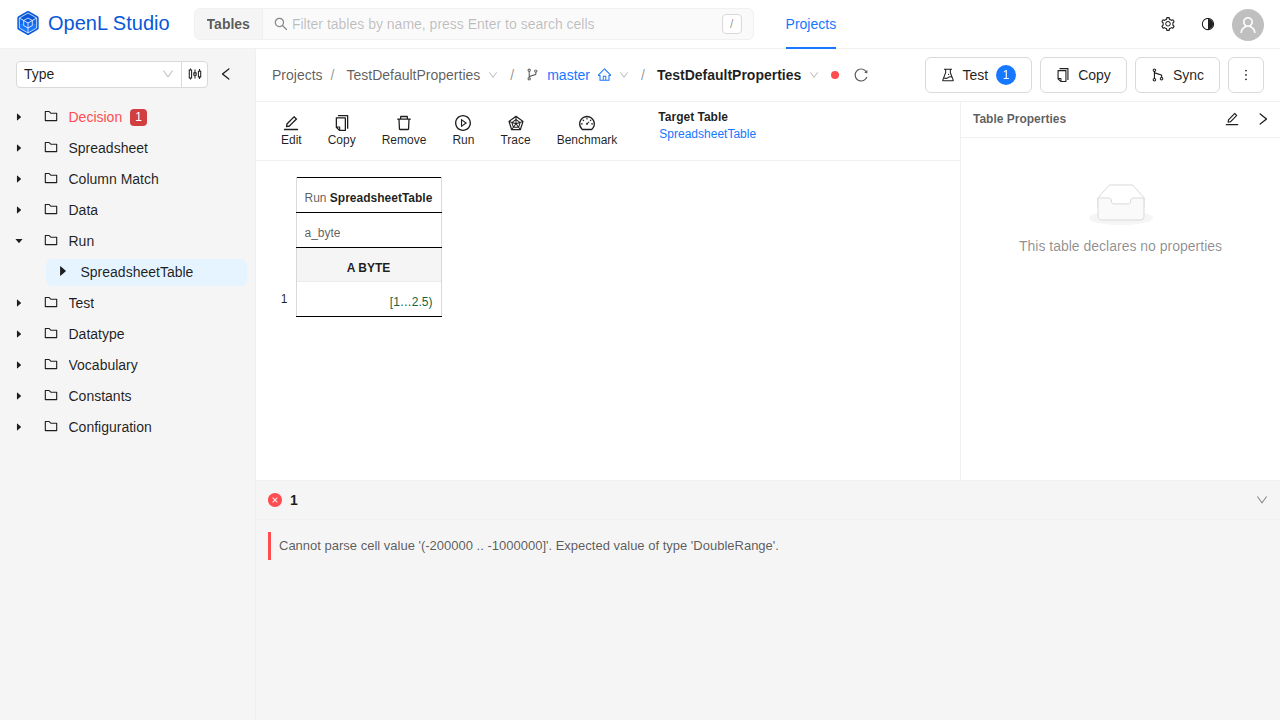 OpenL Studio
Tables
Filter tables by name, press Enter to search cells
/
Projects
Type
Decision 1
Spreadsheet
Column Match
Data
Run
SpreadsheetTable
Test
Datatype
Vocabulary
Constants
Configuration
Projects / TestDefaultProperties / master / TestDefaultProperties
Test 1
Copy
Sync
Edit
Copy
Remove
Run
Trace
Benchmark
Target Table
SpreadsheetTable
Table Properties
This table declares no properties
Run SpreadsheetTable
a_byte
A BYTE
1
[1…2.5)
1
Cannot parse cell value '(-200000 .. -1000000]'. Expected value of type 'DoubleRange'.